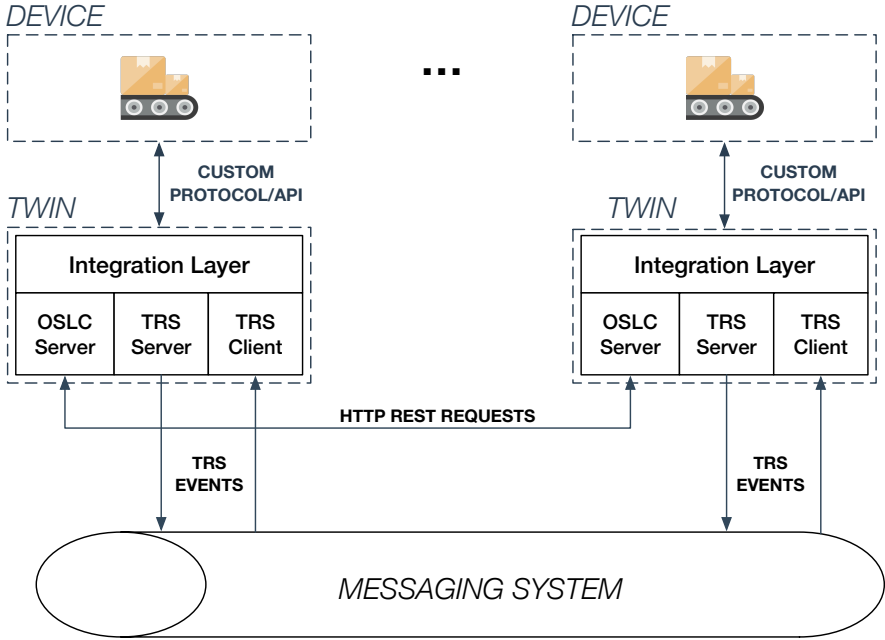 DEVICE
DEVICE
...
CUSTOM
PROTOCOL/API
CUSTOM
PROTOCOL/API
TWIN
TWIN
Integration Layer
OSLC
Server
TRS
Server
TRS
Client
Integration Layer
OSLC
Server
TRS
Server
TRS
Client
HTTP REST REQUESTS
TRS
EVENTS
TRS
EVENTS
MESSAGING SYSTEM